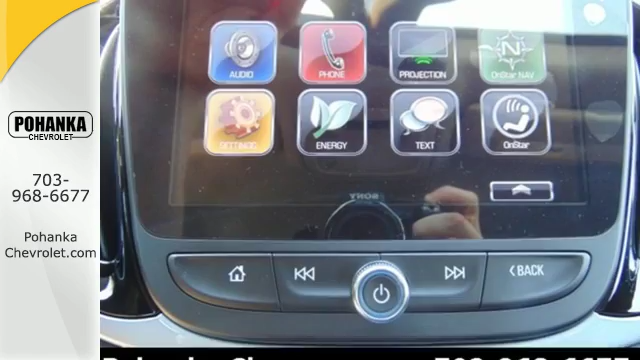 POHANKA
CHEVROLET
703-
968-6677
Pohanka
Chevrolet.com
AUDIO
PHONE
PROJECTION
OnStar NAV
SETTINGS
ENERGY
TEXT
OnStar
SONY
BACK